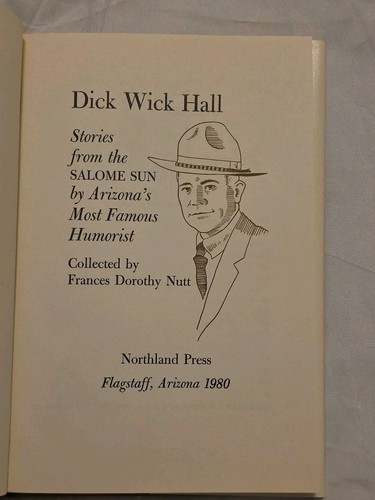 Dick Wick Hall
Stories
from the
SALOME SUN
by Arizona's
Most Famous
Humorist
Collected by
Frances Dorothy Nutt
Northland Press
Flagstaff, Arizona 1980